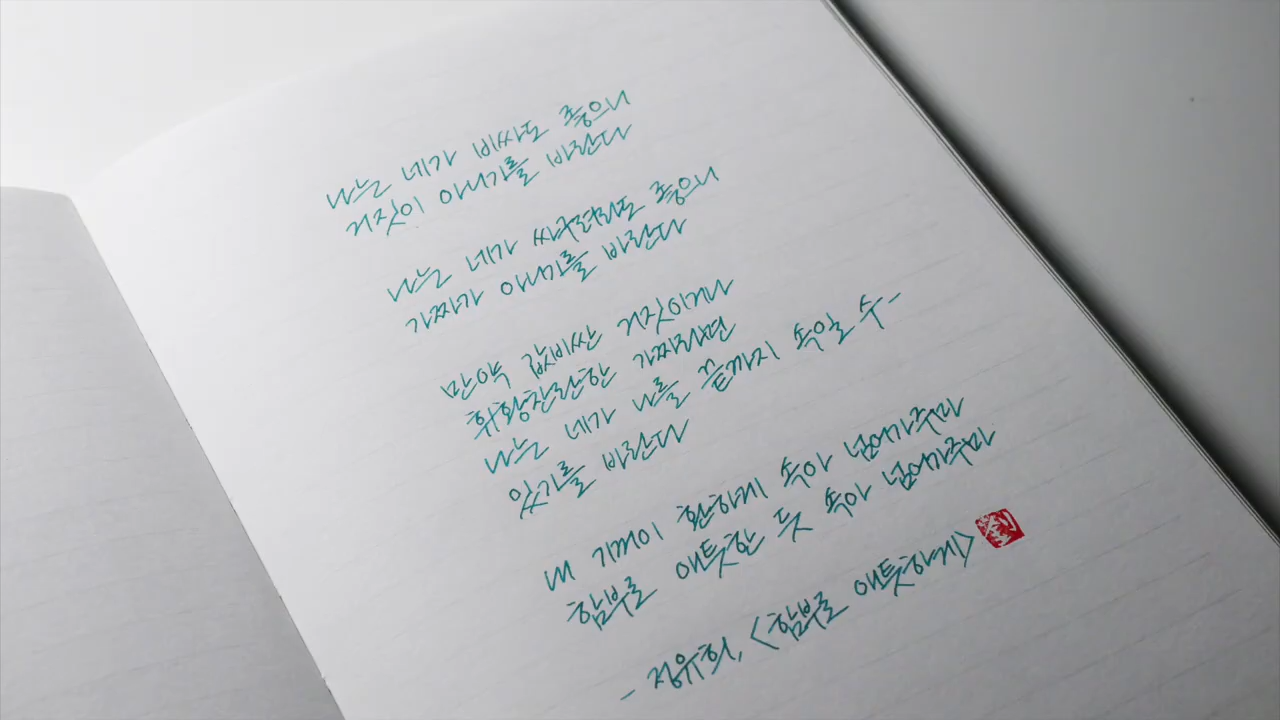 나는 네가 비싸도 좋으니
거짓이 아니기를 바란다
나는 네가 싸구려라도 좋으니
가짜가 아니기를 바란다
만약 값비싼 거짓이거나
휘황찬란한 가짜라면
나는 네가 나를 끝까지 속일 수
있기를 바란다
내 기꺼이 환하게 속아 넘어가주마
함부로 애틋한 듯 속아 넘어가주마
- 정유희, <함부로 애틋하게>